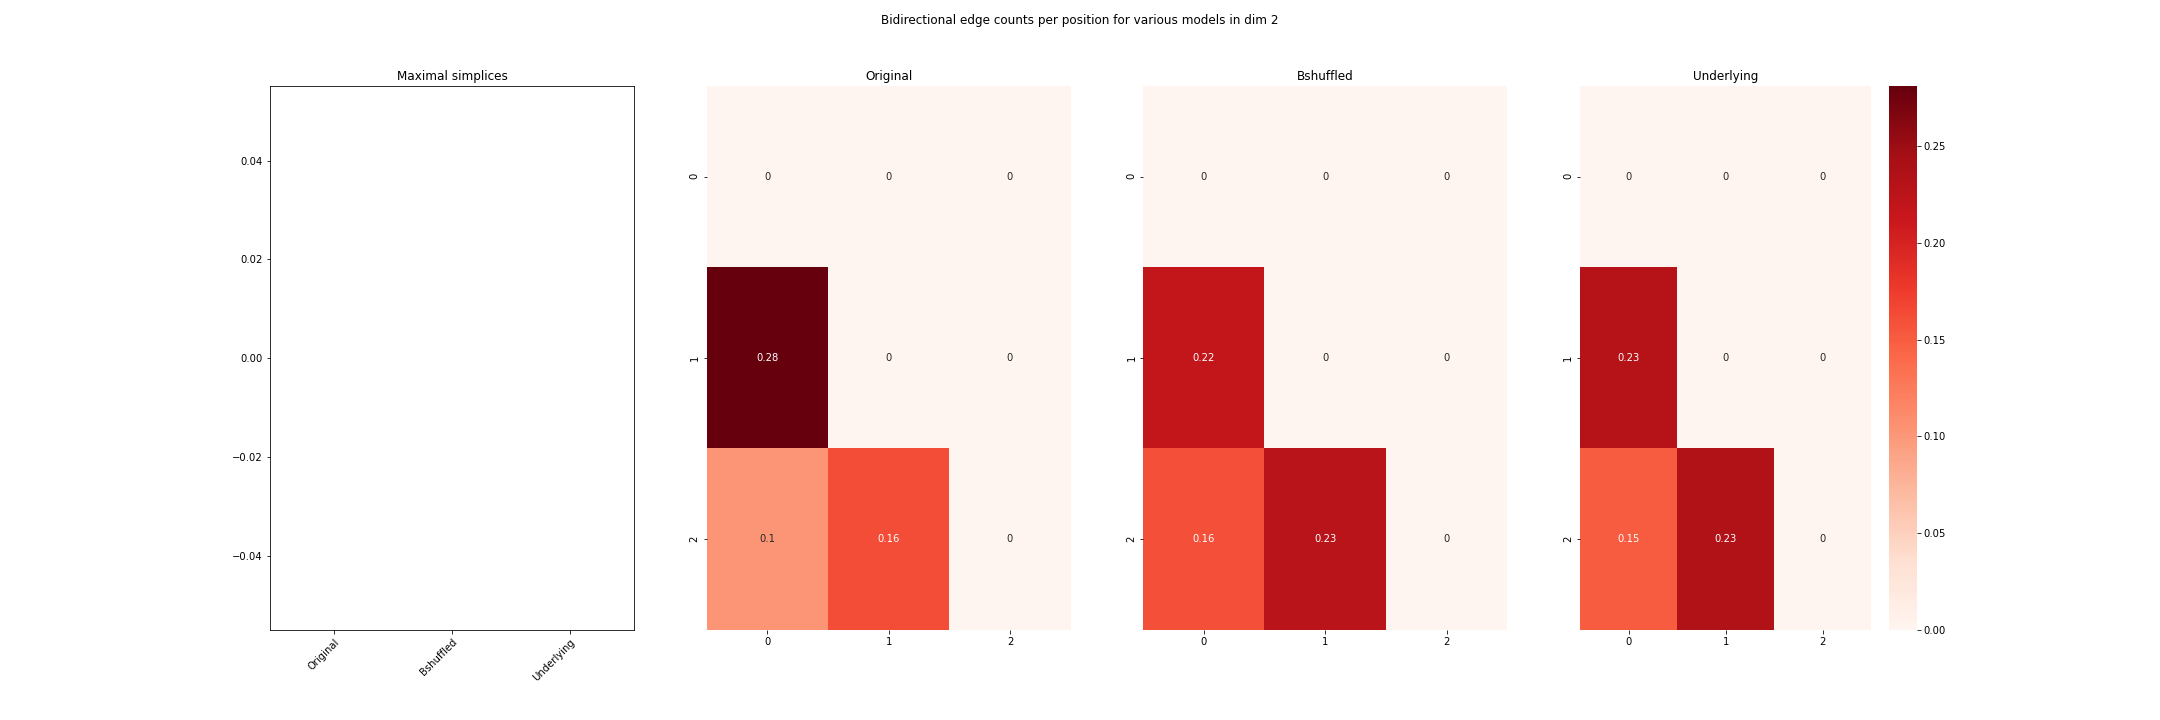 Bidirectional edge counts per position for various models in dim 2
Maximal simplices
0.04
0.02
0.00
−0.02
−0.04
Original
Bshuffled
Underlying
Original
0
1
2
0 0 0
0.28 0 0
0.1 0.16 0
0 1 2
Bshuffled
0
1
2
0 0 0
0.22 0 0
0.16 0.23 0
0 1 2
Underlying
0
1
2
0 0 0
0.23 0 0
0.15 0.23 0
0 1 2
0.25
0.20
0.15
0.10
0.05
0.00